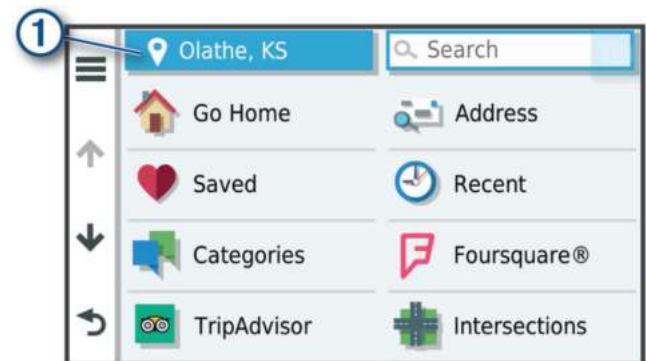 1
Olathe, KS
Search
Go Home
Address
Saved
Recent
Categories
Foursquare®
TripAdvisor
Intersections